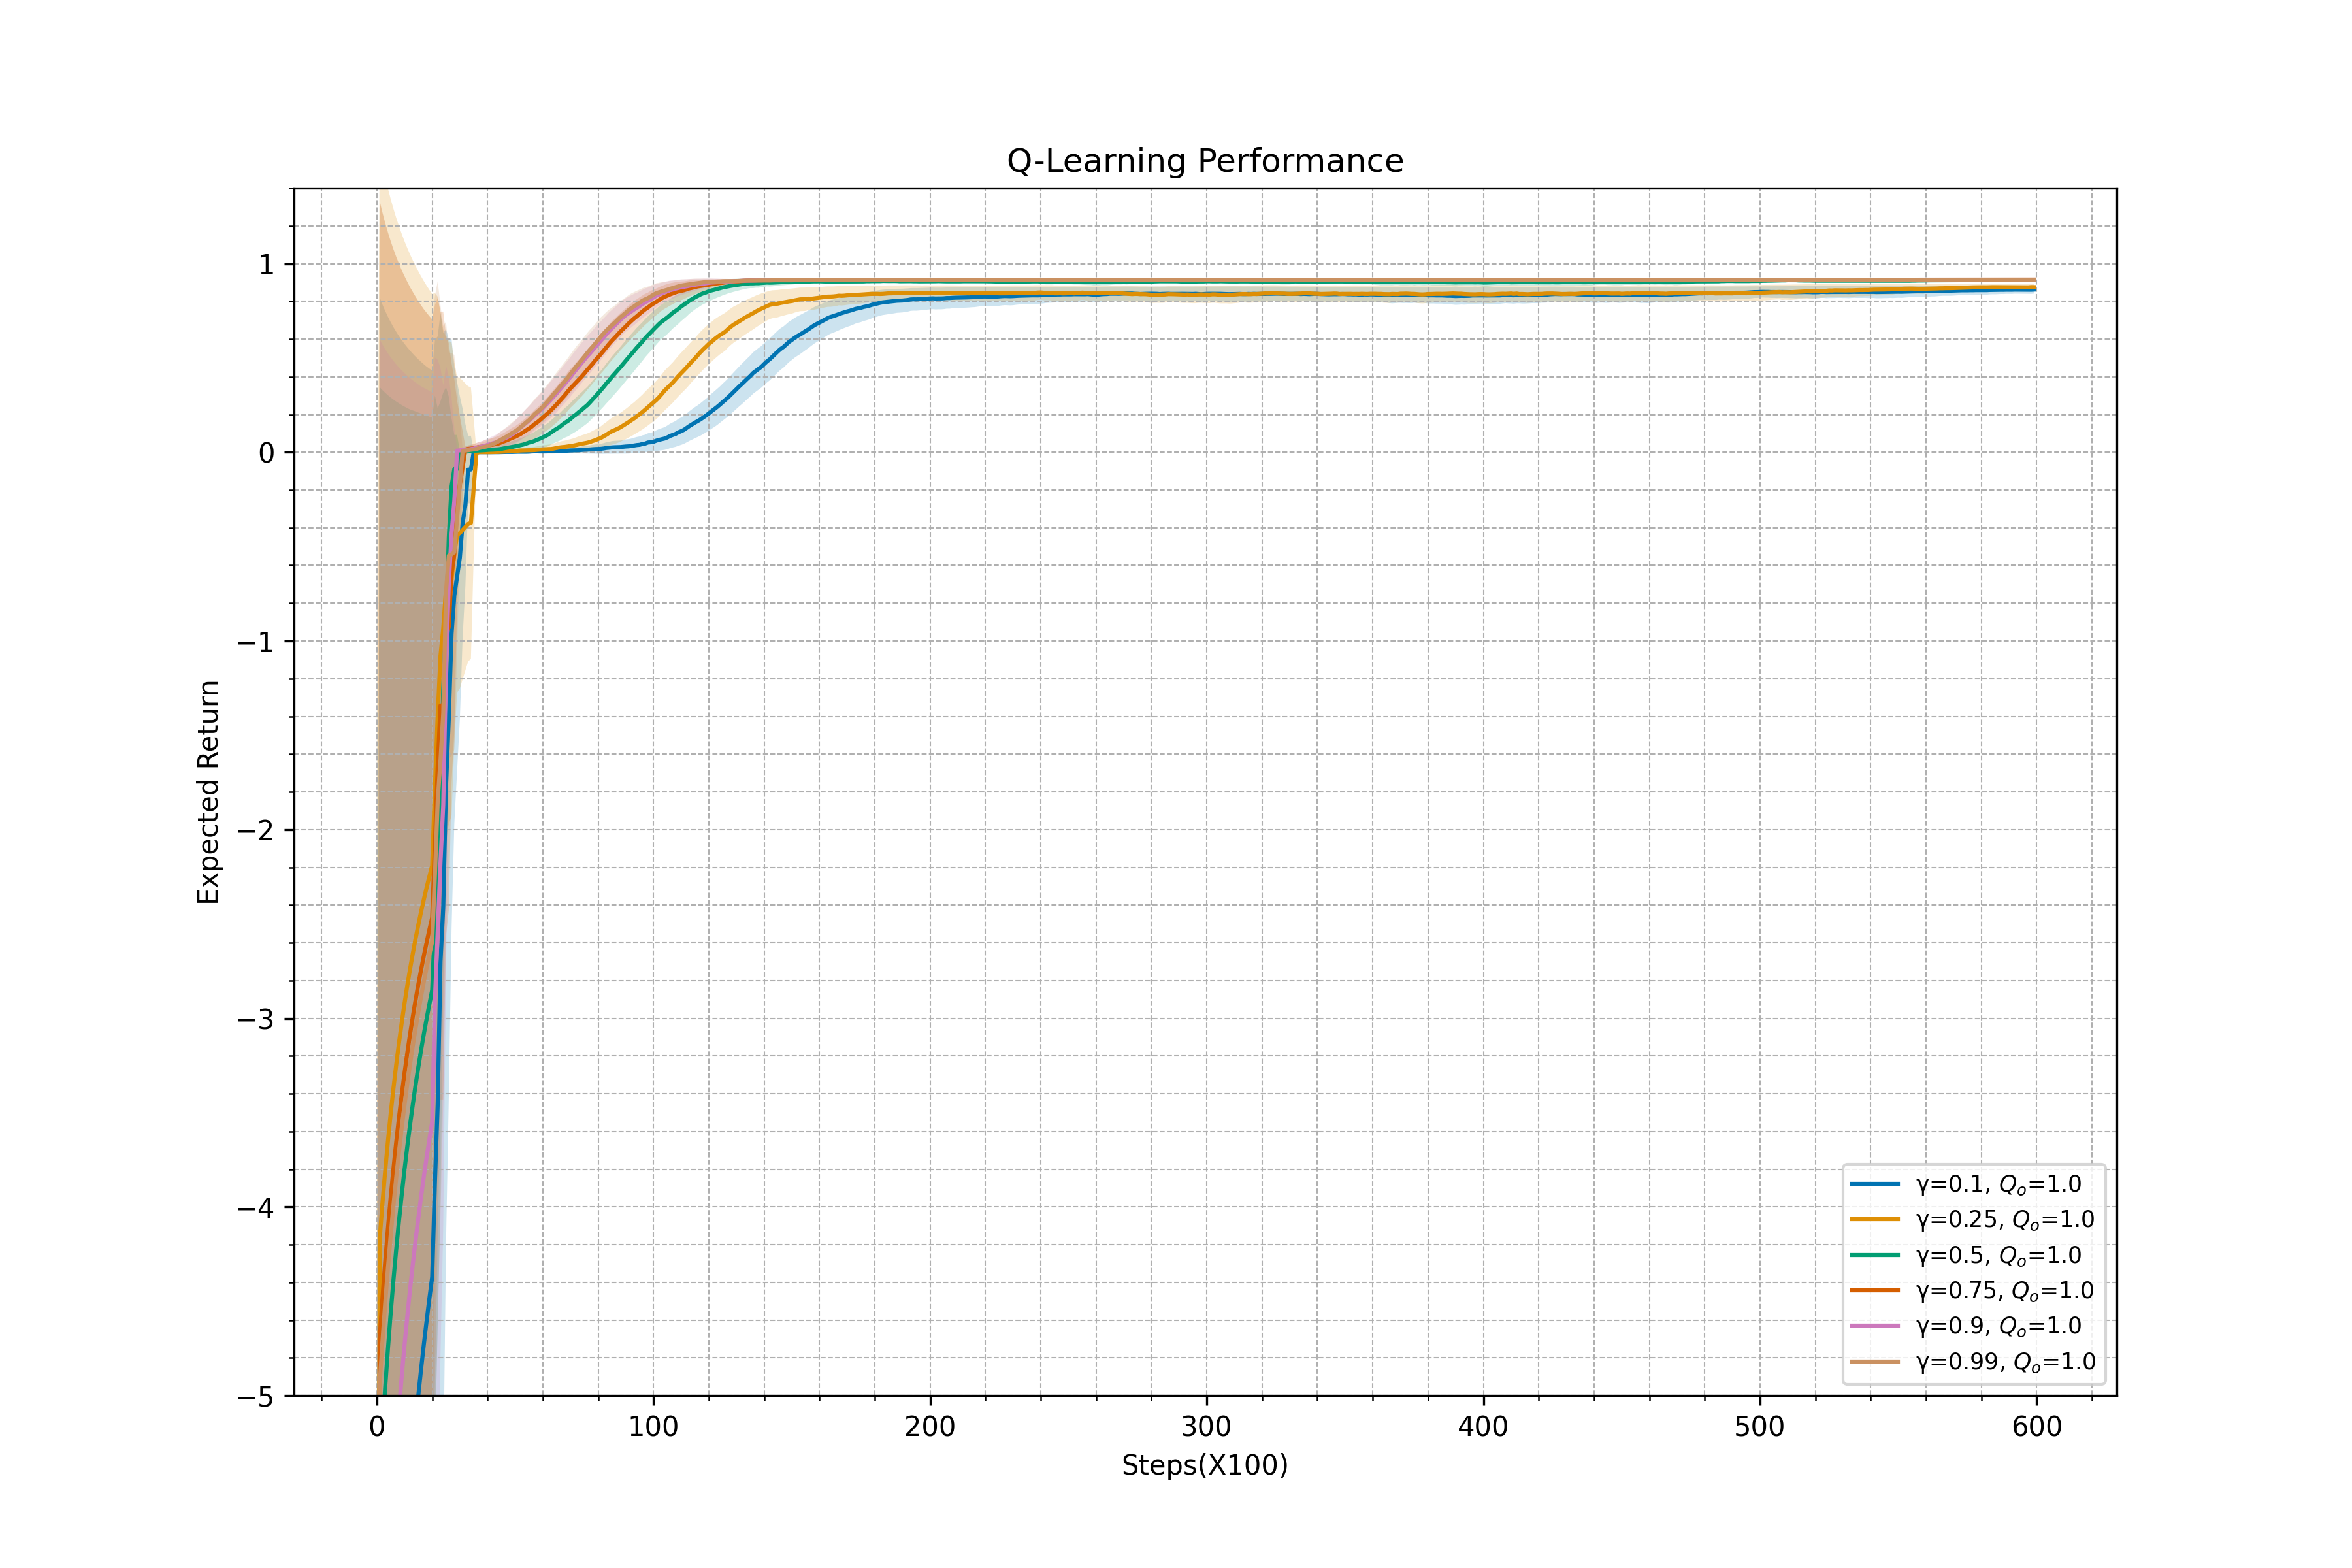 Q-Learning Performance
Expected Return
1
0
−1
−2
−3
−4
−5
0 100 200 300 400 500 600
Steps(X100)
γ=0.1, Qₒ=1.0
γ=0.25, Qₒ=1.0
γ=0.5, Qₒ=1.0
γ=0.75, Qₒ=1.0
γ=0.9, Qₒ=1.0
γ=0.99, Qₒ=1.0